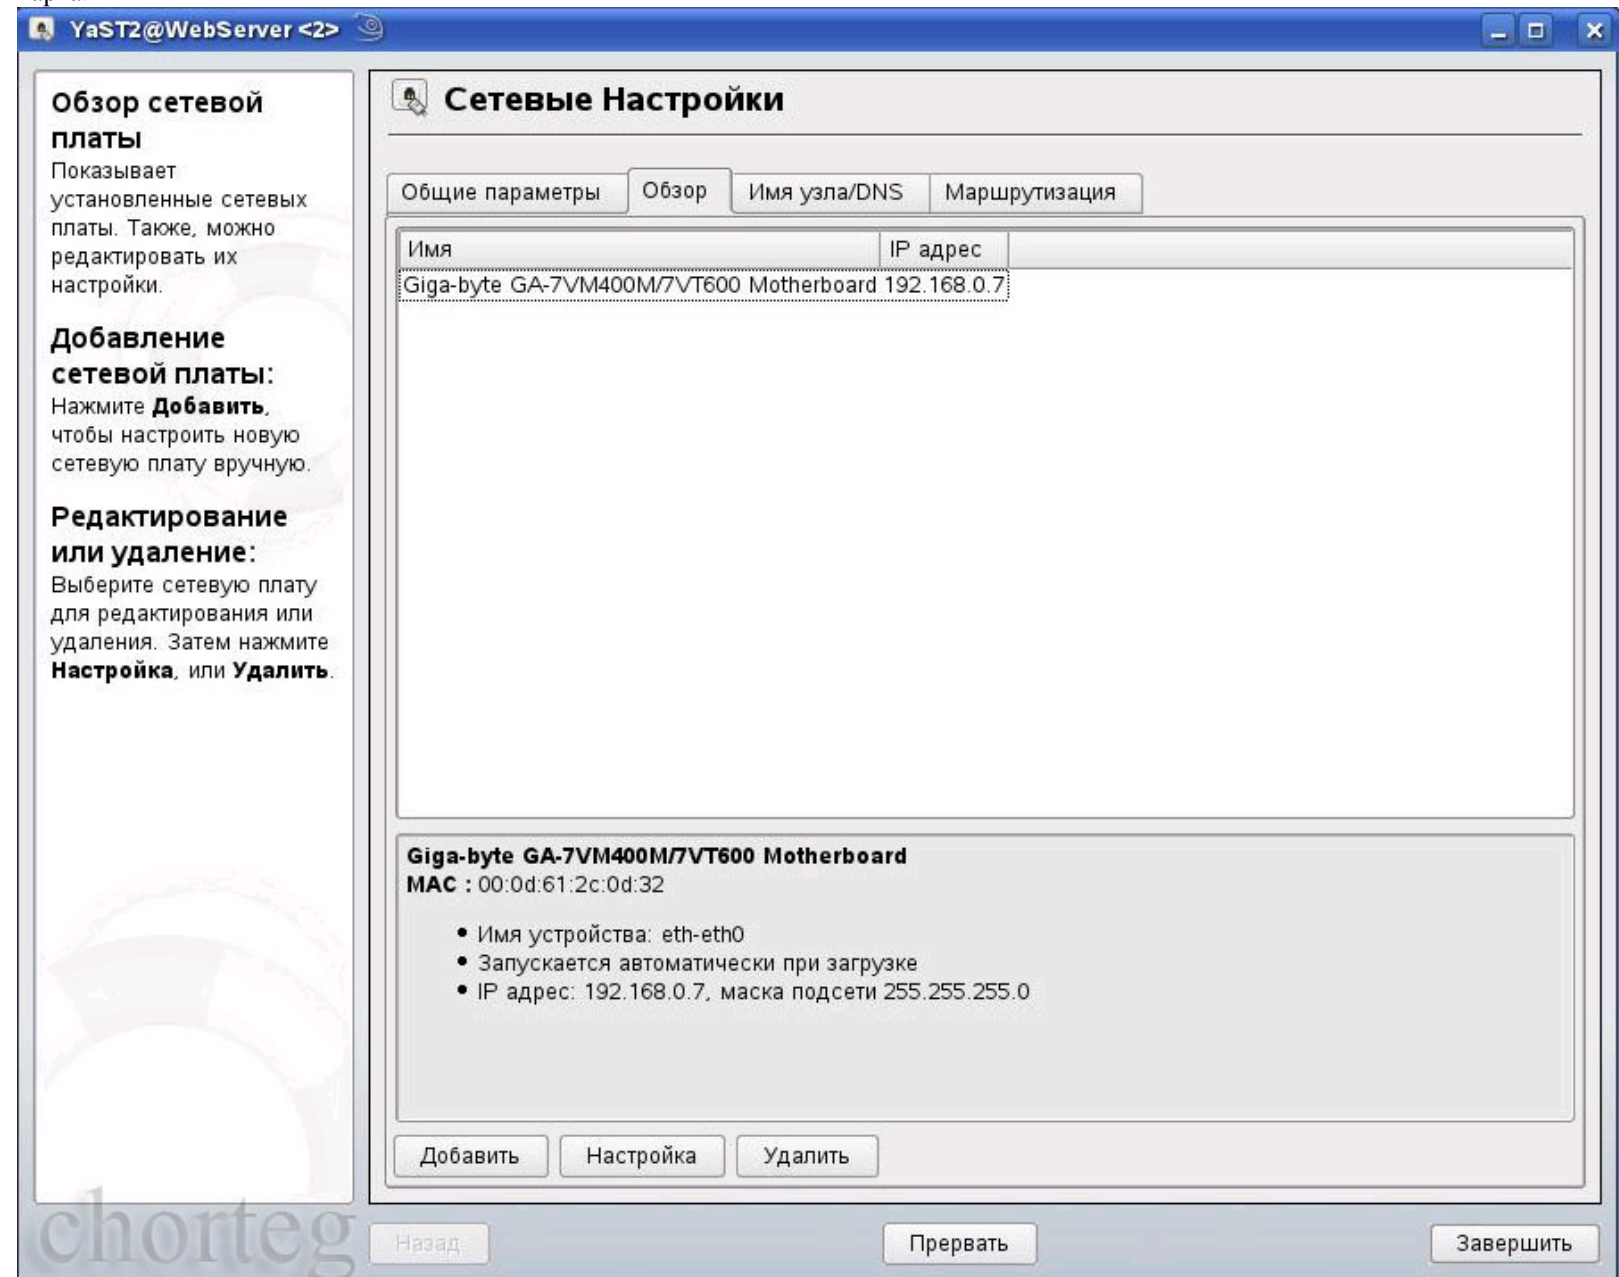 YaST2@WebServer <2>
Обзор сетевой
платы
Показывает
установленные сетевых
платы. Также, можно
редактировать их
настройки.
Добавление
сетевой платы:
Нажмите Добавить,
чтобы настроить новую
сетевую плату вручную.
Редактирование
или удаление:
Выберите сетевую плату
для редактирования или
удаления. Затем нажмите
Настройка, или Удалить.
Сетевые Настройки
Общие параметры Обзор Имя узла/DNS Маршрутизация
Имя IP адрес
Giga-byte GA-7VM400M/7VT600 Motherboard 192.168.0.7
Giga-byte GA-7VM400M/7VT600 Motherboard
MAC : 00:0d:61:2c:0d:32
• Имя устройства: eth-eth0
• Запускается автоматически при загрузке
• IP адрес: 192.168.0.7, маска подсети 255.255.255.0
Добавить Настройка Удалить
chorteg
Назад Прервать Завершить